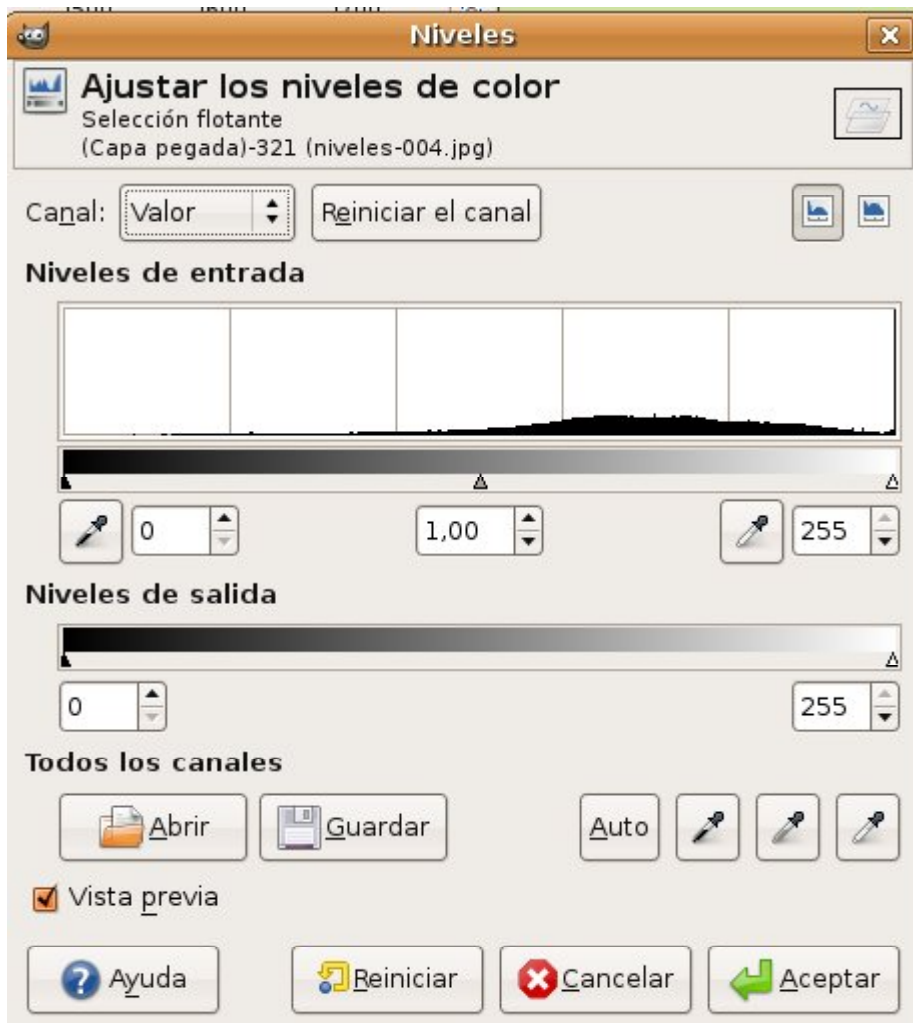 Niveles
Ajustar los niveles de color
Selección flotante
(Capa pegada)-321 (niveles-004.jpg)
Canal: Valor Reiniciar el canal
Niveles de entrada
0 1,00 255
Niveles de salida
0 255
Todos los canales
Abrir Guardar Auto
Vista previa
Ayuda Reiniciar Cancelar Aceptar